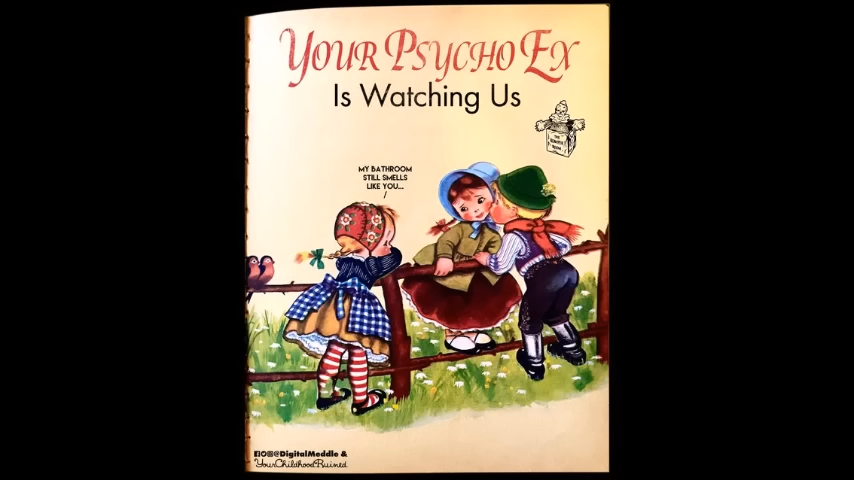 YOUR PSYCHO EX
Is Watching Us
MY BATHROOM
STILL SMELLS
LIKE YOU...
@DigitalMeddle &
YourChildhoodRuined